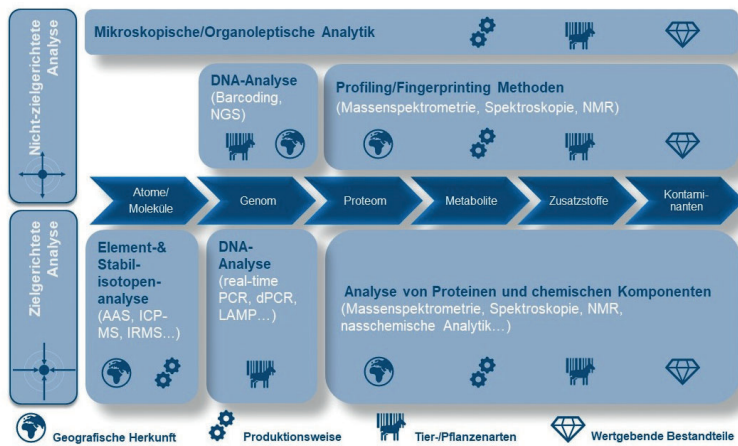 Nicht-zielgerichtete
Analyse
Mikroskopische/Organoleptische Analytik
DNA-Analyse
(Barcoding,
NGS)
Profiling/Fingerprinting Methoden
(Massenspektrometrie, Spektroskopie, NMR)
Atome/
Moleküle
Genom
Proteom
Metabolite
Zusatzstoffe
Kontami-
nanten
Zielgerichtete
Analyse
Element-&
Stabil-
isotopen-
analyse
(AAS, ICP-
MS, IRMS...)
DNA-
Analyse
(real-time
PCR, dPCR,
LAMP...)
Analyse von Proteinen und chemischen Komponenten
(Massenspektrometrie, Spektroskopie, NMR,
nasschemische Analytik...)
Geografische Herkunft
Produktionsweise
Tier-/Pflanzenarten
Wertgebende Bestandteile